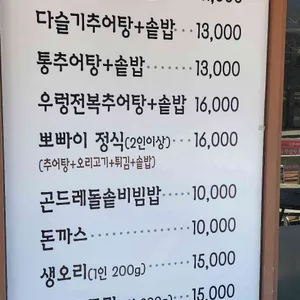 다슬기추어탕+솥밥 13,000
통추어탕+솥밥 13,000
우렁전복추어탕+솥밥 16,000
뽀빠이 정식(2인이상) 16,000
(추어탕+오리고기+튀김+솥밥)
곤드레돌솥비빔밥 10,000
돈까스 10,000
생오리(1인 200g) 15,000
15,000